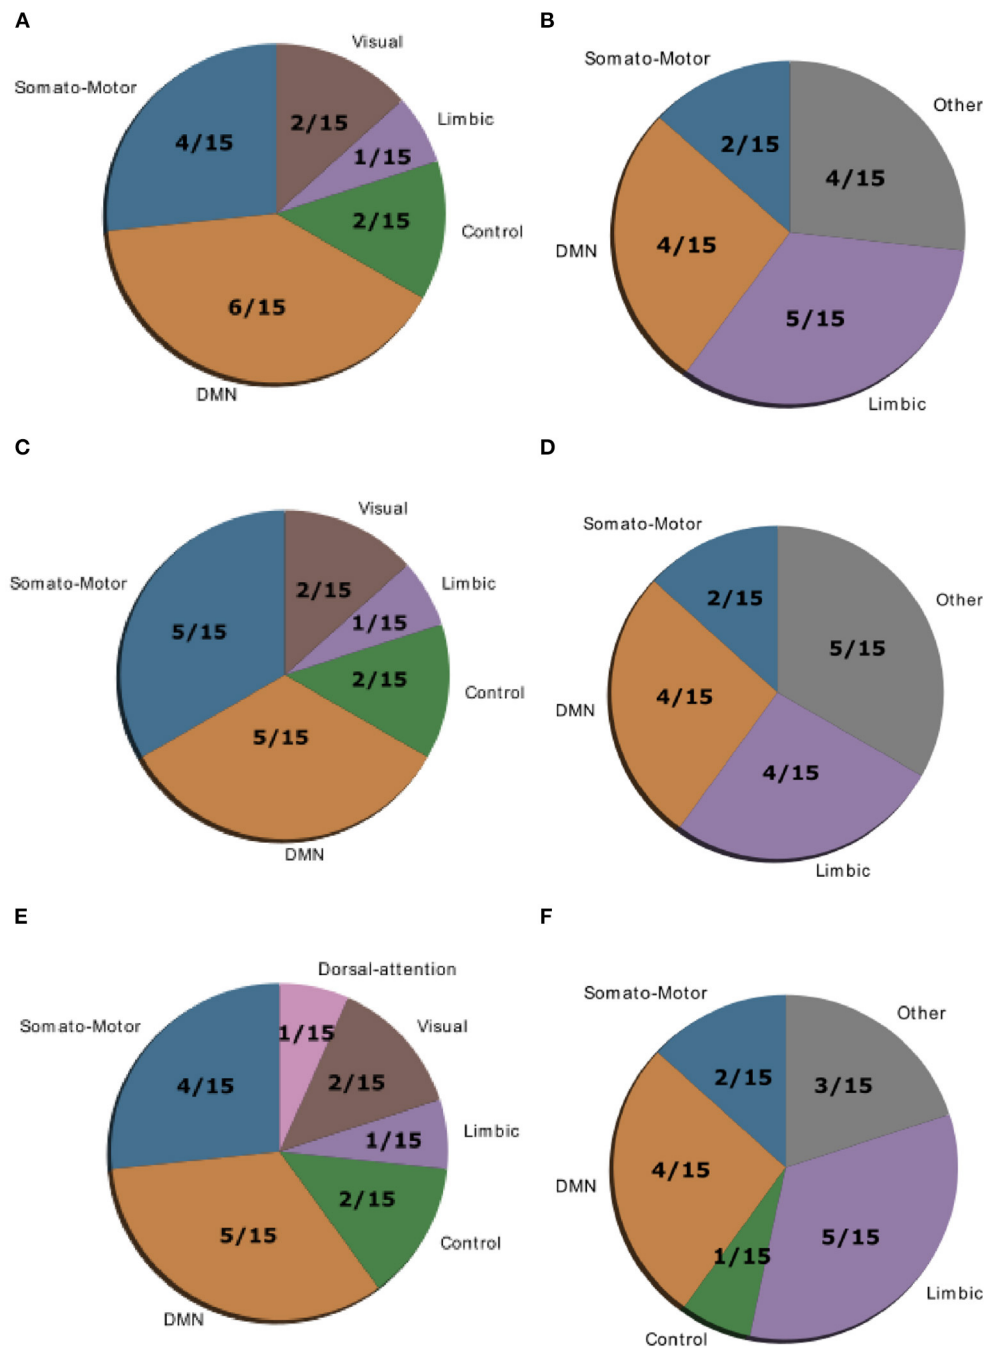 A
Visual
Somato-Motor
Limbic
2/15
4/15
1/15
2/15
Control
6/15
DMN
B
Somato-Motor
Other
2/15
4/15
DMN
4/15
5/15
Limbic
C
Visual
Somato-Motor
Limbic
2/15
1/15
5/15
2/15
Control
5/15
DMN
D
Somato-Motor
Other
2/15
5/15
DMN
4/15
4/15
Limbic
E
Dorsal-attention
Somato-Motor
Visual
1/15
4/15
2/15
Limbic
1/15
2/15
5/15
Control
DMN
F
Somato-Motor
Other
2/15
3/15
DMN
4/15
5/15
1/15
Limbic
Control